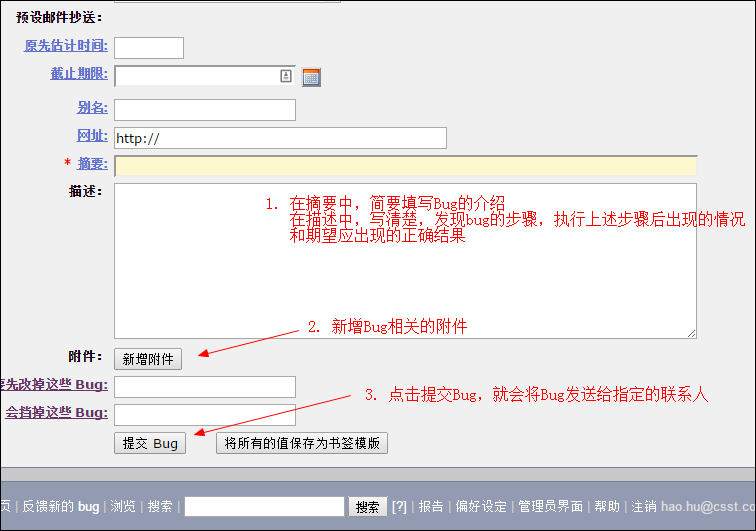 预设邮件抄送：
原先估计时间:
截止期限:
别名:
网址: http://
* 摘要:
描述：
1. 在摘要中，简要填写Bug的介绍
在描述中，写清楚，发现bug的步骤，执行上述步骤后出现的情况
和期望应出现的正确结果
2. 新增Bug相关的附件
附件： 新增附件
先改掉这些 Bug:
3. 点击提交Bug，就会将Bug发送给指定的联系人
会挡掉这些 Bug:
提交 Bug 将所有的值保存为书签模版
页 | 反馈新的 bug | 浏览 | 搜索 | 搜索 [?] | 报告 | 偏好设定 | 管理员界面 | 帮助 | 注销 hao.hu@csst.co